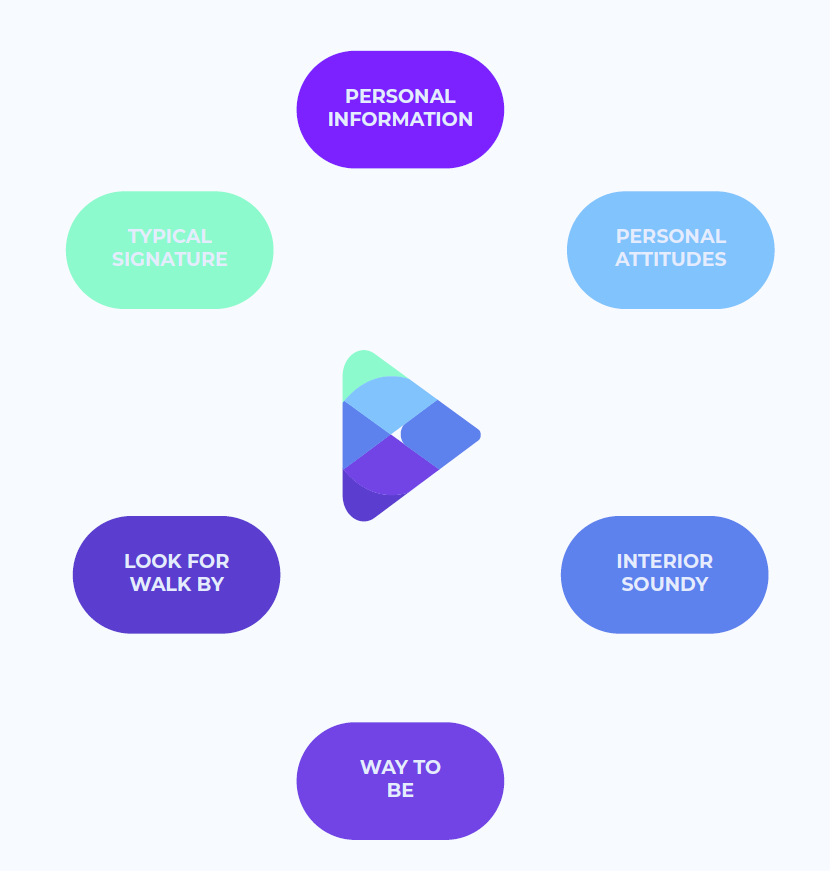 PERSONAL
INFORMATION
TYPICAL
SIGNATURE
PERSONAL
ATTITUDES
LOOK FOR
WALK BY
INTERIOR
SOUNDY
WAY TO
BE